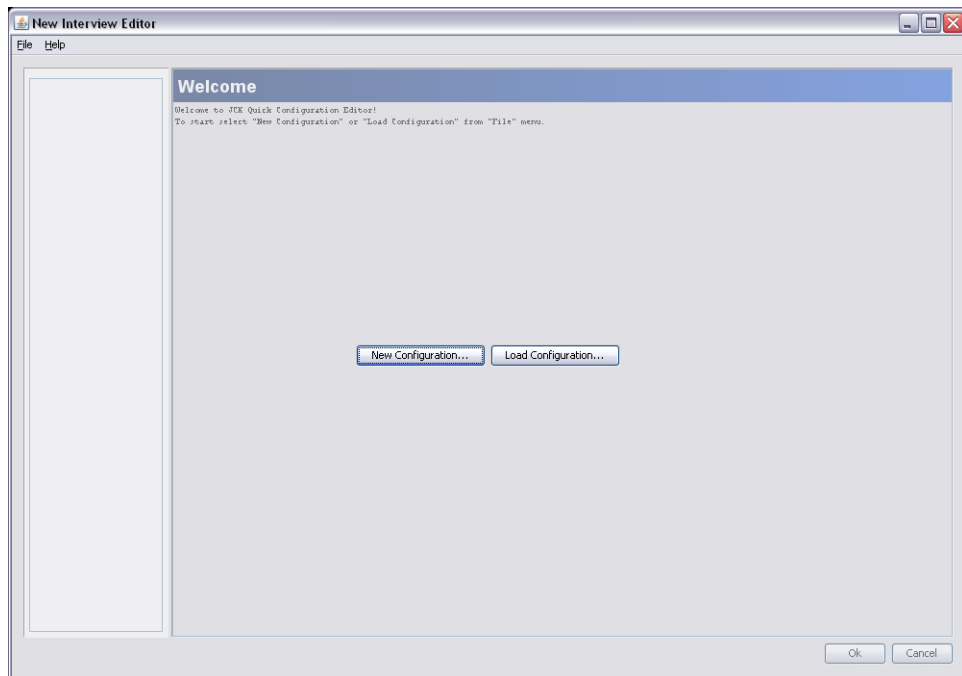 New Interview Editor
File Help
Welcome
Welcome to JCK Quick Configuration Editor!
To start select "New Configuration" or "Load Configuration" from "File" menu.
New Configuration... Load Configuration...
Ok Cancel